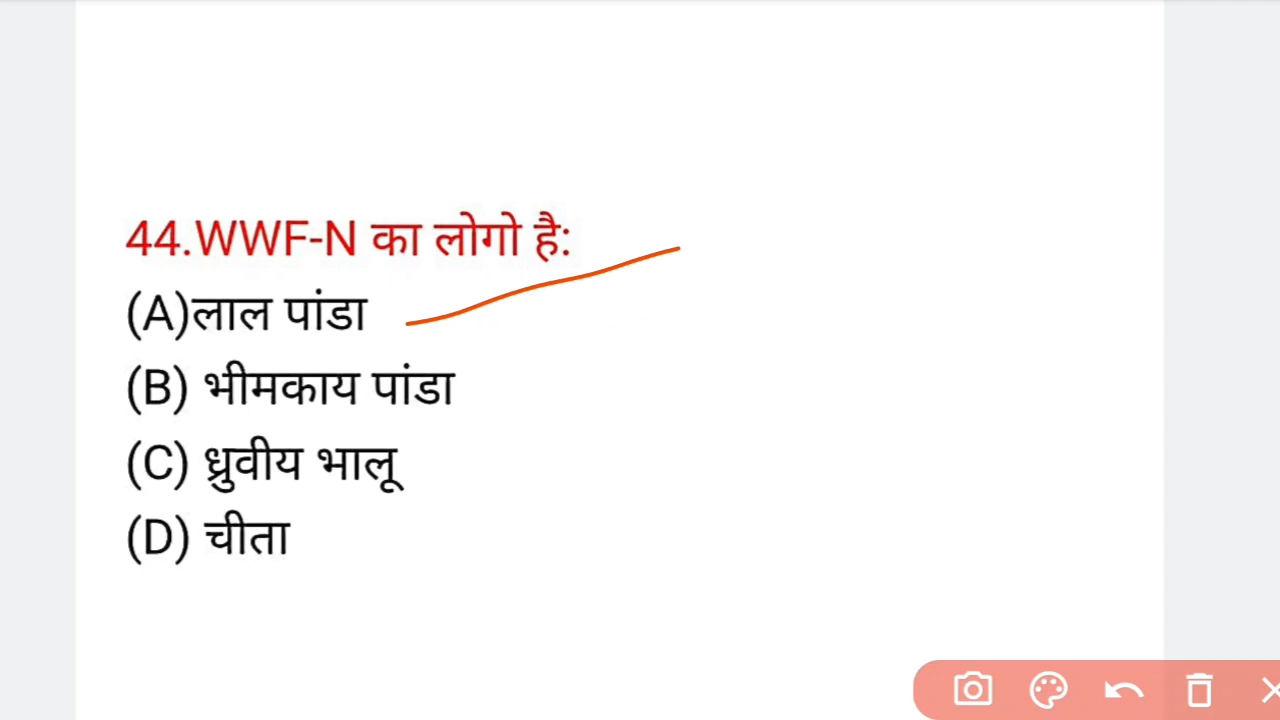 44.WWF-N का लोगो है:
(A)लाल पांडा
(B) भीमकाय पांडा
(C) ध्रुवीय भालू
(D) चीता